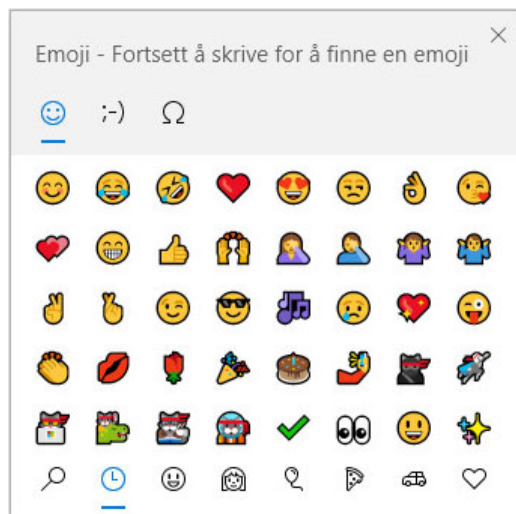 Emoji - Fortsett å skrive for å finne en emoji
;-) Ω